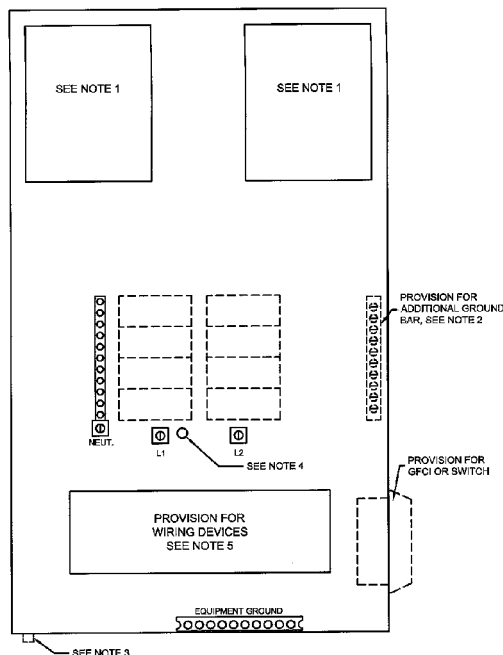 SEE NOTE 1
SEE NOTE 1
PROVISION FOR
ADDITIONAL GROUND
BAR, SEE NOTE 2
NEUT.
L1
L2
SEE NOTE 4
PROVISION FOR
GFCI OR SWITCH
PROVISION FOR
WIRING DEVICES
SEE NOTE 5
EQUIPMENT GROUND
SEE NOTE 3